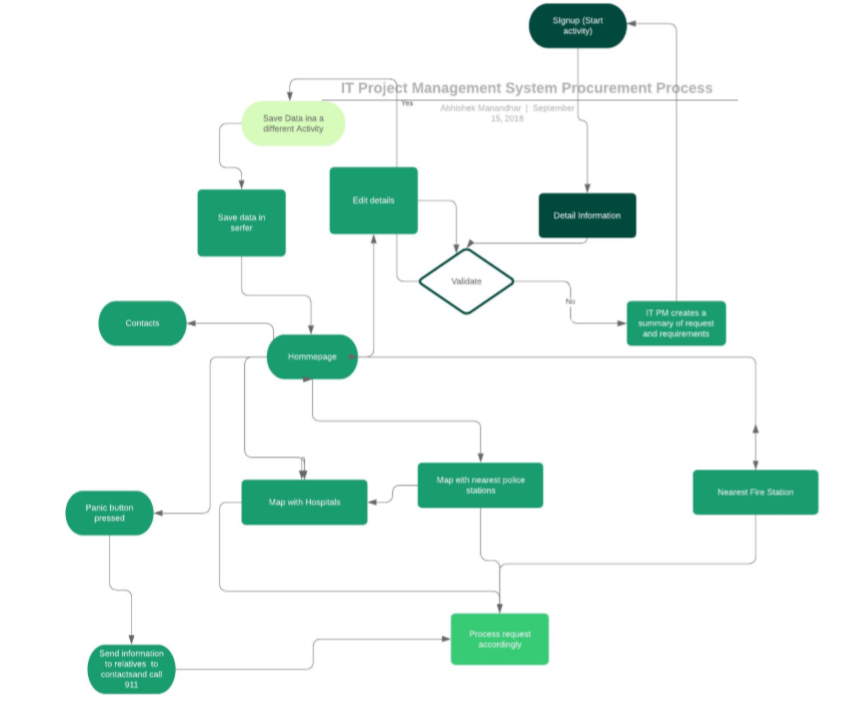 SIgnup (Start
activity)
IT Project Management System Procurement Process
Abhishek Manandhar | September
15, 2018
Yes
Save Data ina a
different Activity
Edit details
Save data in
serfer
Detail Information
Validate
No
Contacts
IT PM creates a
summary of request
and requirements
Hommepage
Map eith nearest police
stations
Map with Hospitals
Nearest Fire Station
Panic button
pressed
Process request
accordingly
Send information
to relatives to
contactsand call
911